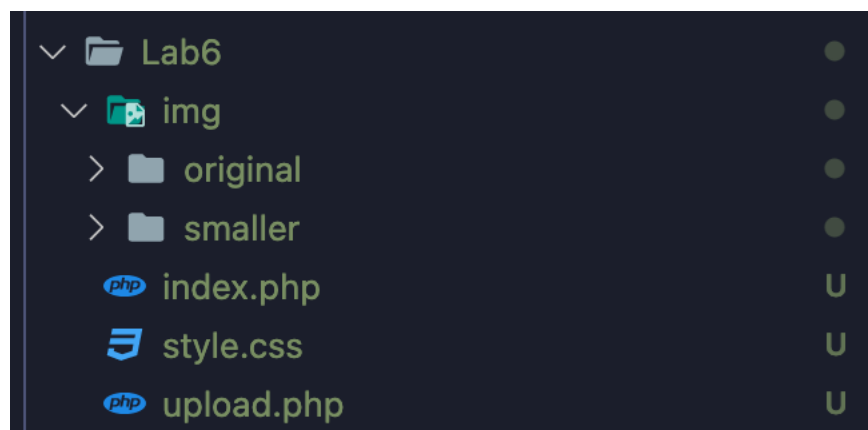 Lab6
img
original
smaller
php index.php U
style.css U
php upload.php U